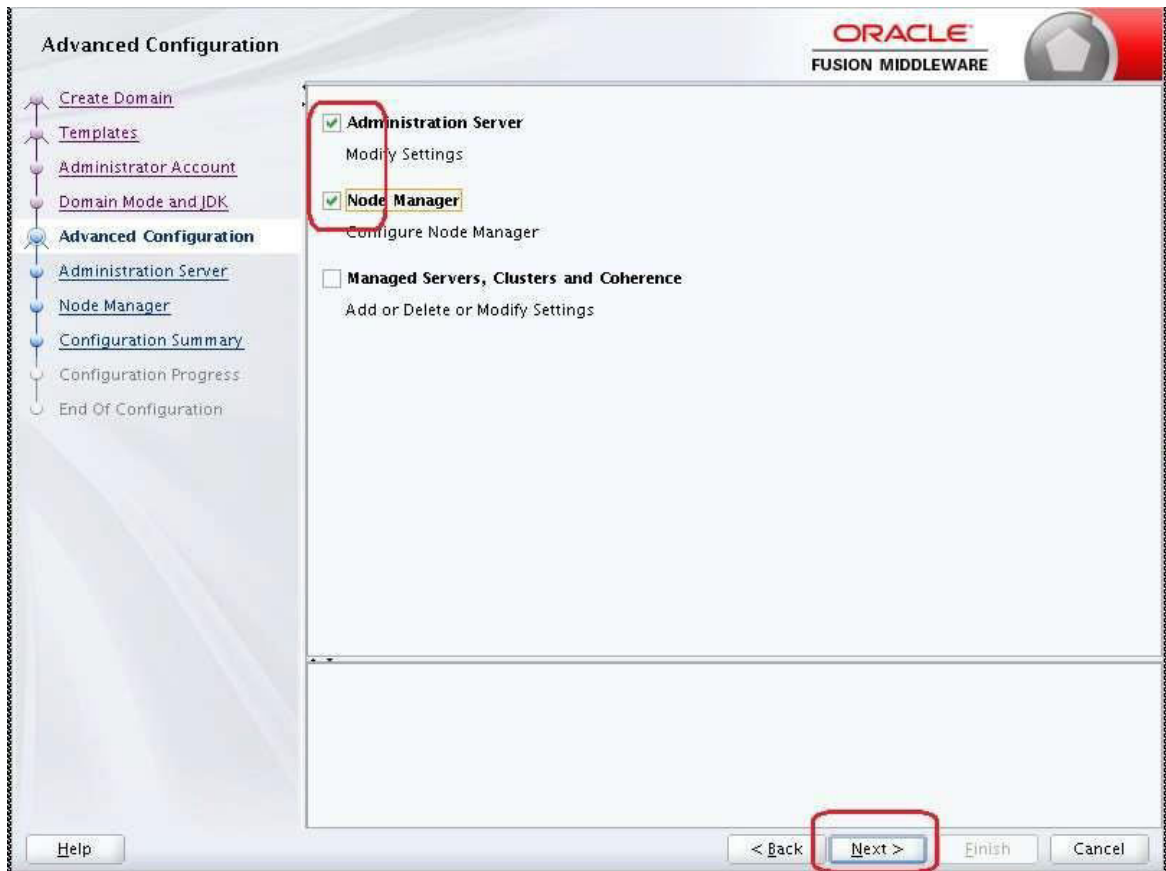 Advanced Configuration
ORACLE
FUSION MIDDLEWARE
Create Domain
Templates
Administrator Account
Domain Mode and JDK
Advanced Configuration
Administration Server
Node Manager
Configuration Summary
Configuration Progress
End Of Configuration
Administration Server
Modify Settings
Node Manager
Configure Node Manager
Managed Servers, Clusters and Coherence
Add or Delete or Modify Settings
Help
< Back
Next >
Finish
Cancel